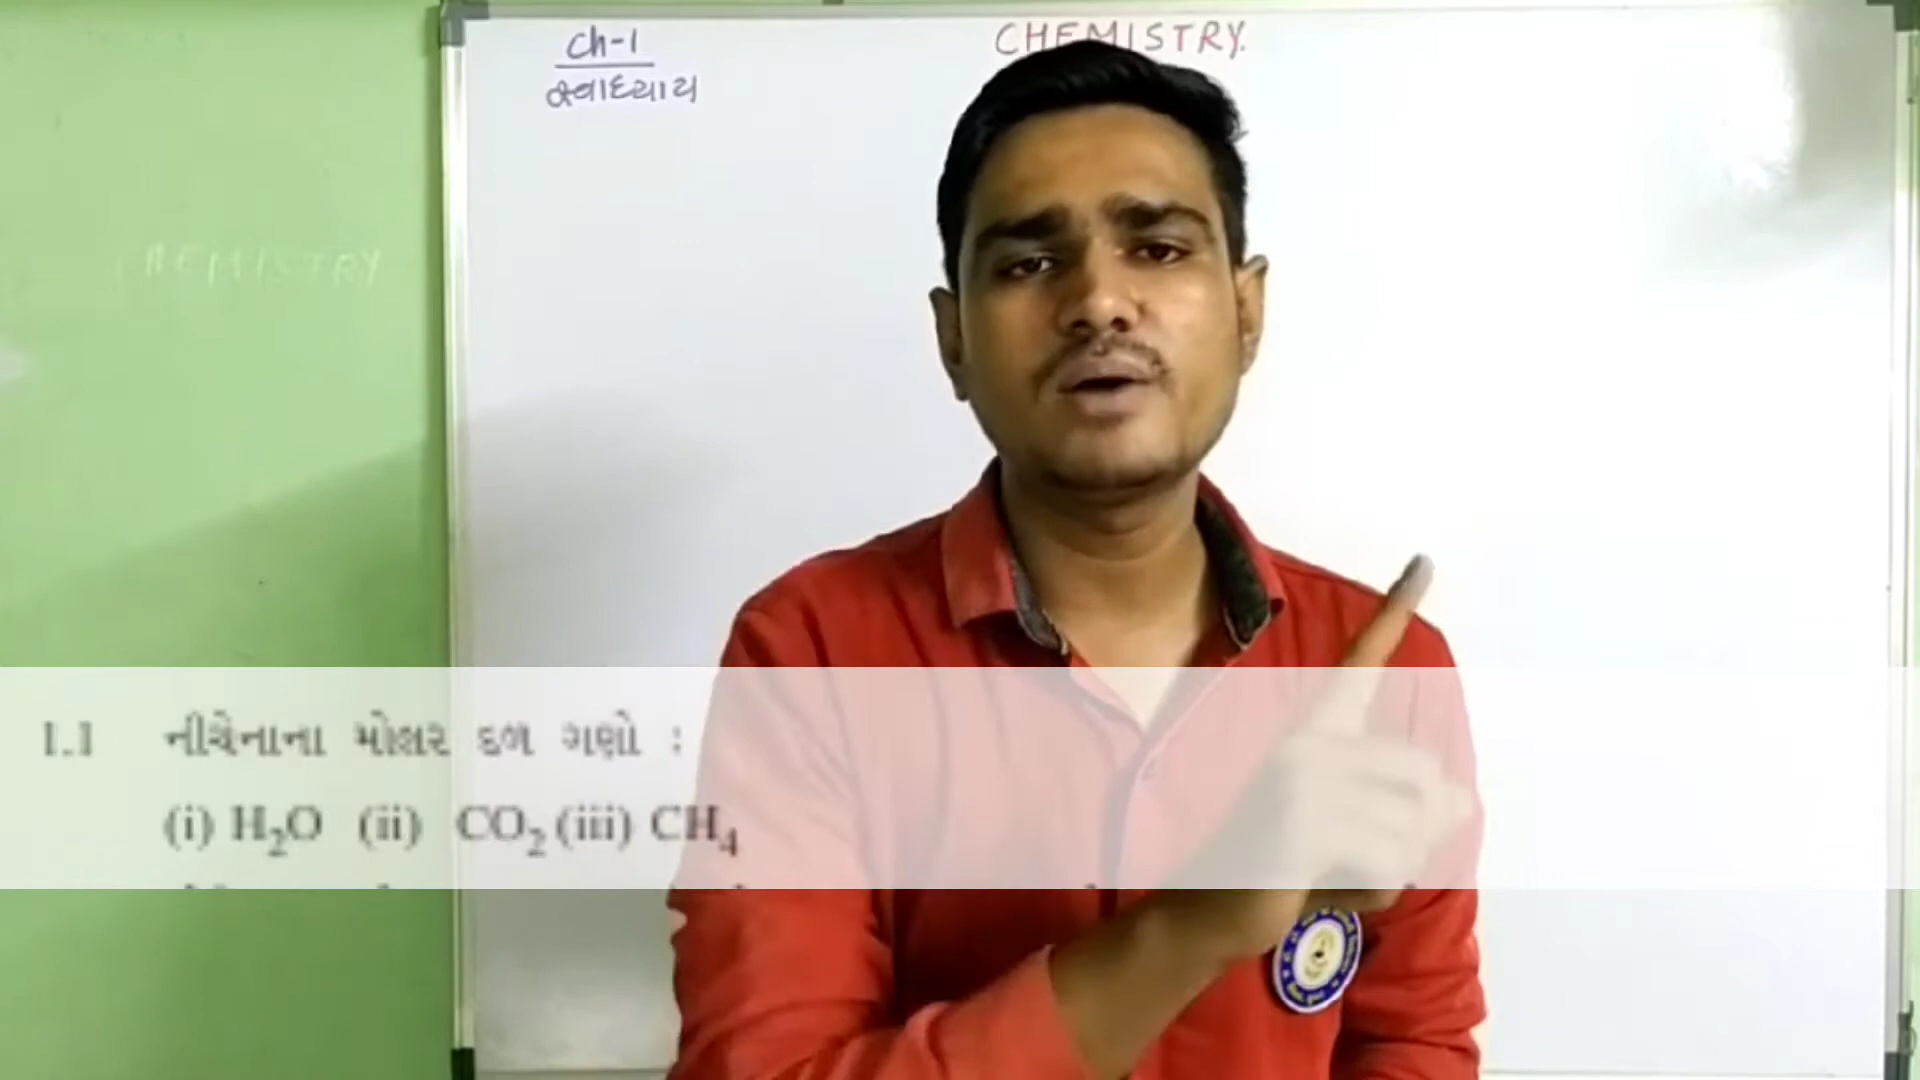 Ch-1
સ્વાધ્યાય
CHEMISTRY.
CHEMISTRY
1.1 નીચેનાના મોલર દળ ગણો :
(i) H₂O (ii) CO₂ (iii) CH₄